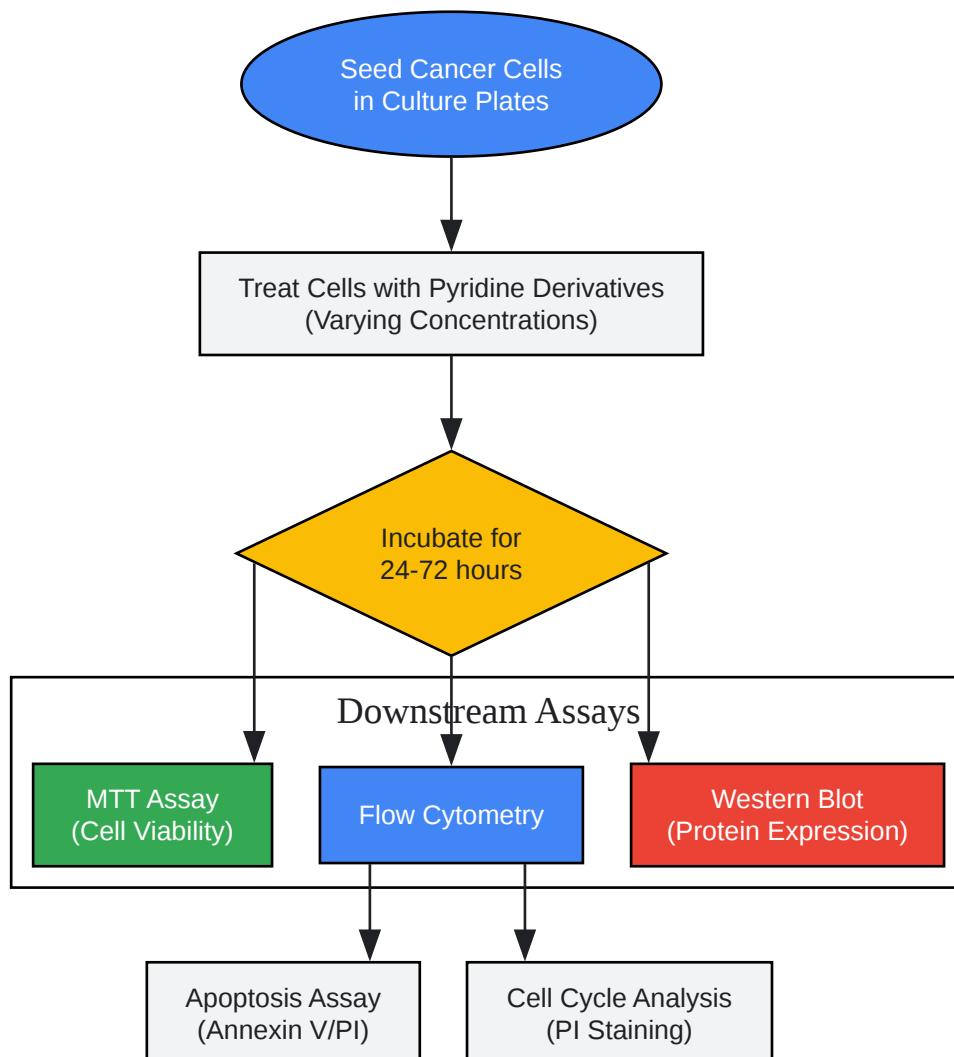 Seed Cancer Cells
in Culture Plates
Treat Cells with Pyridine Derivatives
(Varying Concentrations)
Incubate for
24-72 hours
Downstream Assays
MTT Assay
(Cell Viability)
Flow Cytometry
Western Blot
(Protein Expression)
Apoptosis Assay
(Annexin V/PI)
Cell Cycle Analysis
(PI Staining)